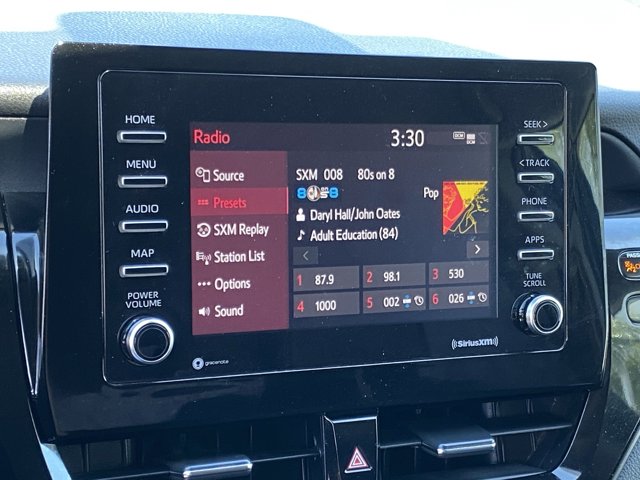 HOME
MENU
AUDIO
MAP
POWER
VOLUME
Radio
3:30
DCM
DCM
Source
Presets
SXM Replay
Station List
Options
Sound
SXM 008 80s on 8
Pop
Daryl Hall/John Oates
Adult Education (84)
1 87.9
2 98.1
3 530
4 1000
5 002
6 026
gracenote
SiriusXM
SEEK >
< TRACK
PHONE
APPS
TUNE
SCROLL